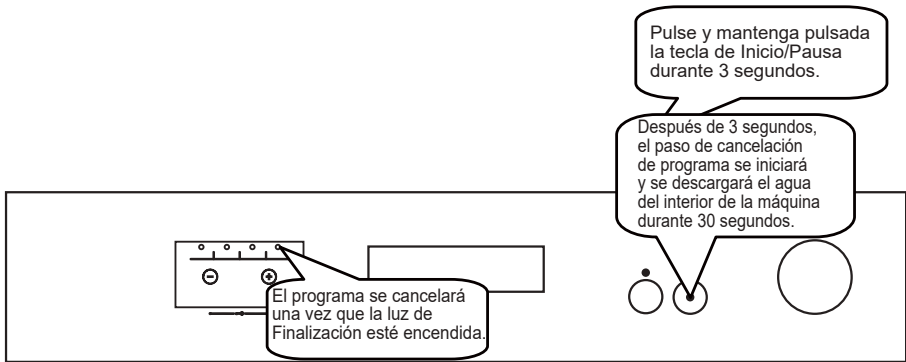 Pulse y mantenga pulsada
la tecla de Inicio/Pausa
durante 3 segundos.
Después de 3 segundos,
el paso de cancelación
de programa se iniciará
y se descargará el agua
del interior de la máquina
durante 30 segundos.
El programa se cancelará
una vez que la luz de
Finalización esté encendida.